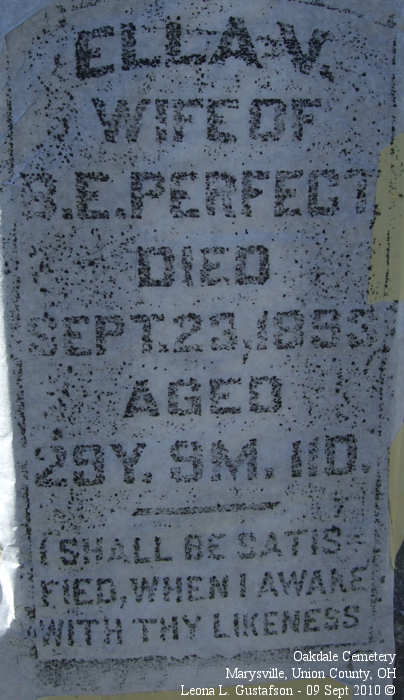 ELLA V.
WIFE OF
B.E. PERFECT
DIED
SEPT. 23,
AGED
29Y. 9M. 11D.
I SHALL BE SATIS-
FIED, WHEN I AWAKE
WITH THY LIKENESS
Oakdale Cemetery
Marysville, Union County, OH
Leona L. Gustafson - 09 Sept 2010 ©